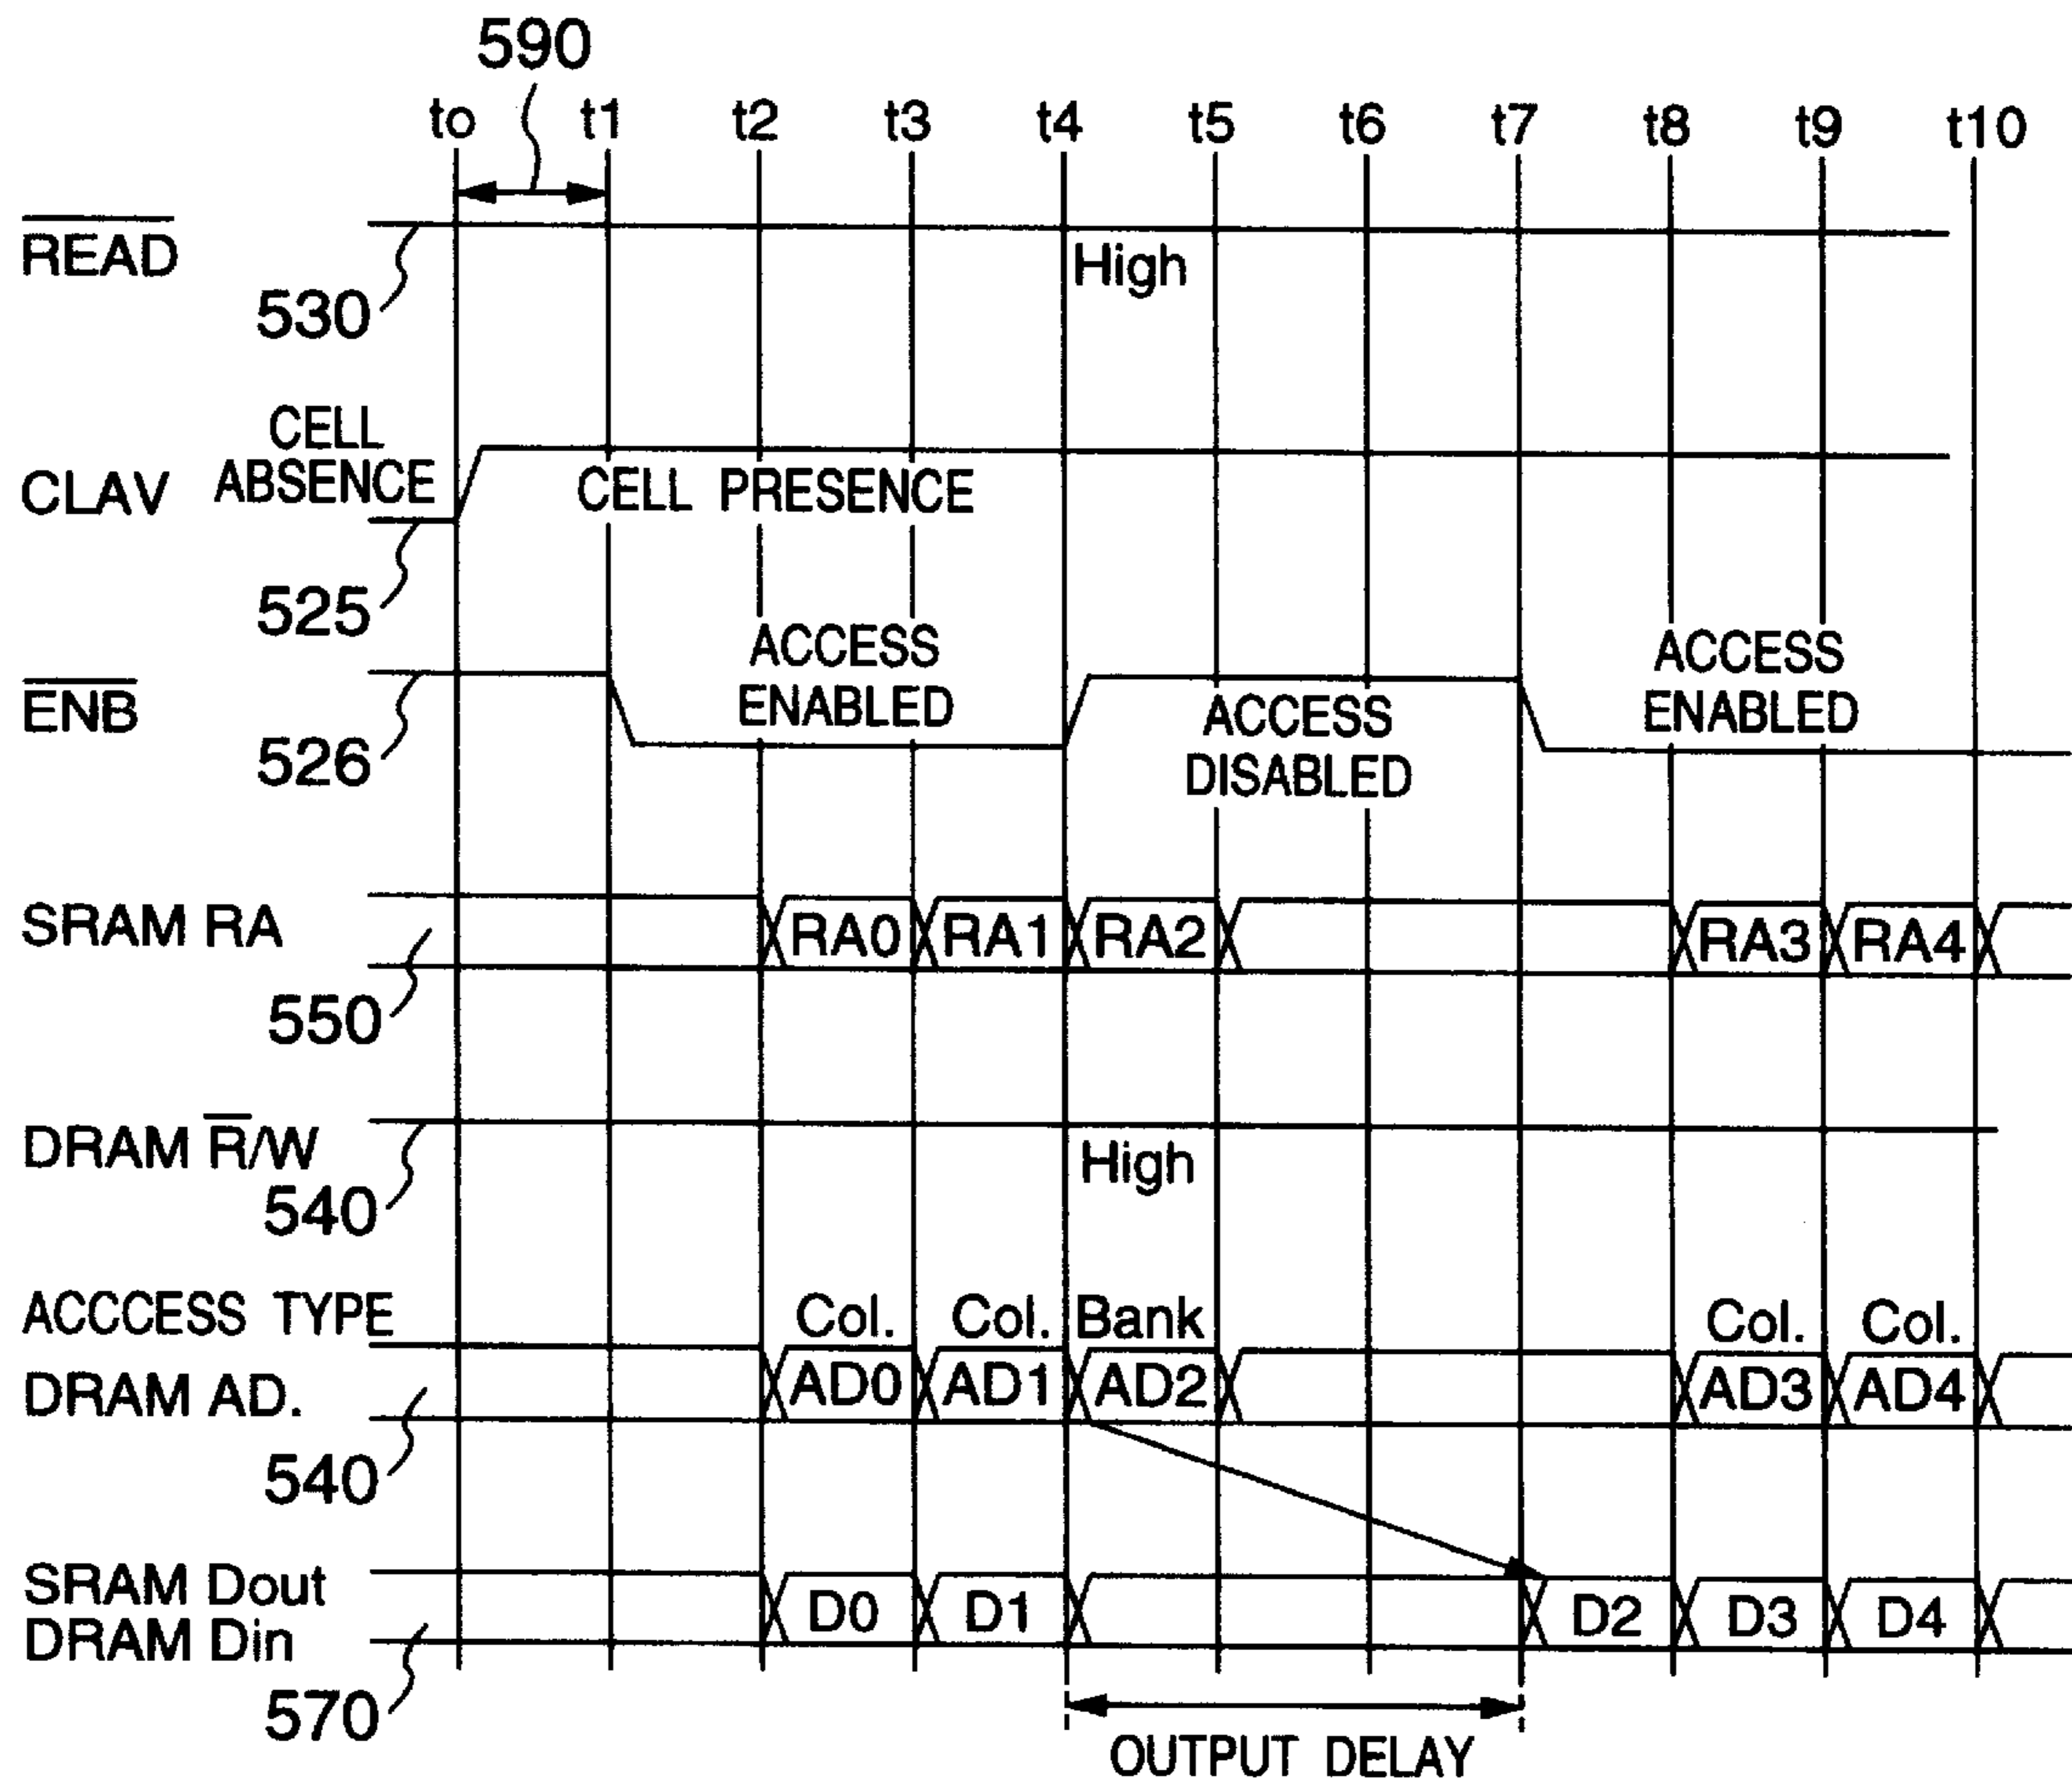 590
to t1 t2 t3 t4 t5 t6 t7 t8 t9 t10
READ
High
530
CELL
ABSENCE
CLAV
CELL PRESENCE
525
ACCESS
ENABLED
ACCESS
DISABLED
ACCESS
ENABLED
ENB
526
SRAM RA
RA0 RA1 RA2 RA3 RA4
550
DRAM R/W
High
540
ACCCESS TYPE
Col. Col. Bank Col. Col.
DRAM AD.
AD0 AD1 AD2 AD3 AD4
540
SRAM Dout
DRAM Din
D0 D1 D2 D3 D4
570
OUTPUT DELAY